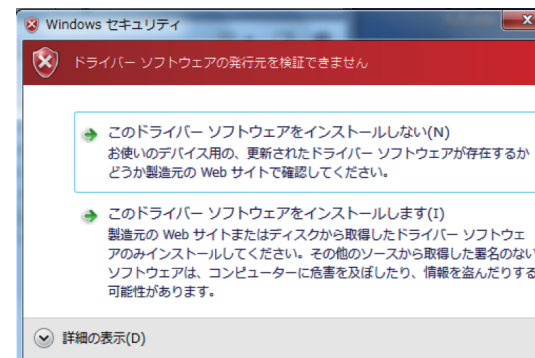 Windows セキュリティ
ドライバー ソフトウェアの発行元を検証できません
このドライバー ソフトウェアをインストールしない(N)
お使いのデバイス用の、更新されたドライバー ソフトウェアが存在するか
どうか製造元の Web サイトで確認してください。
このドライバー ソフトウェアをインストールします(I)
製造元の Web サイトまたはディスクから取得したドライバー ソフトウェ
アのみインストールしてください。その他のソースから取得した署名のない
ソフトウェアは、コンピューターに危害を及ぼしたり、情報を盗んだりする
可能性があります。
詳細の表示(D)